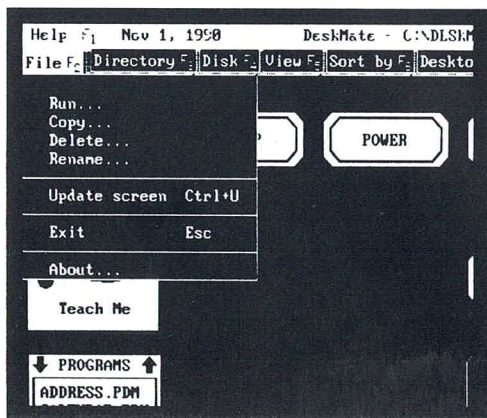 Help F1 Nov 1, 1990 DeskMate - C:\DESKM
File F2 Directory F3 Disk F4 View F5 Sort by F6 Deskto
Run...
Copy...
Delete...
Rename...
POWER
Update screen Ctrl+U
Exit Esc
About...
Teach Me
PROGRAMS
ADDRESS.PDM